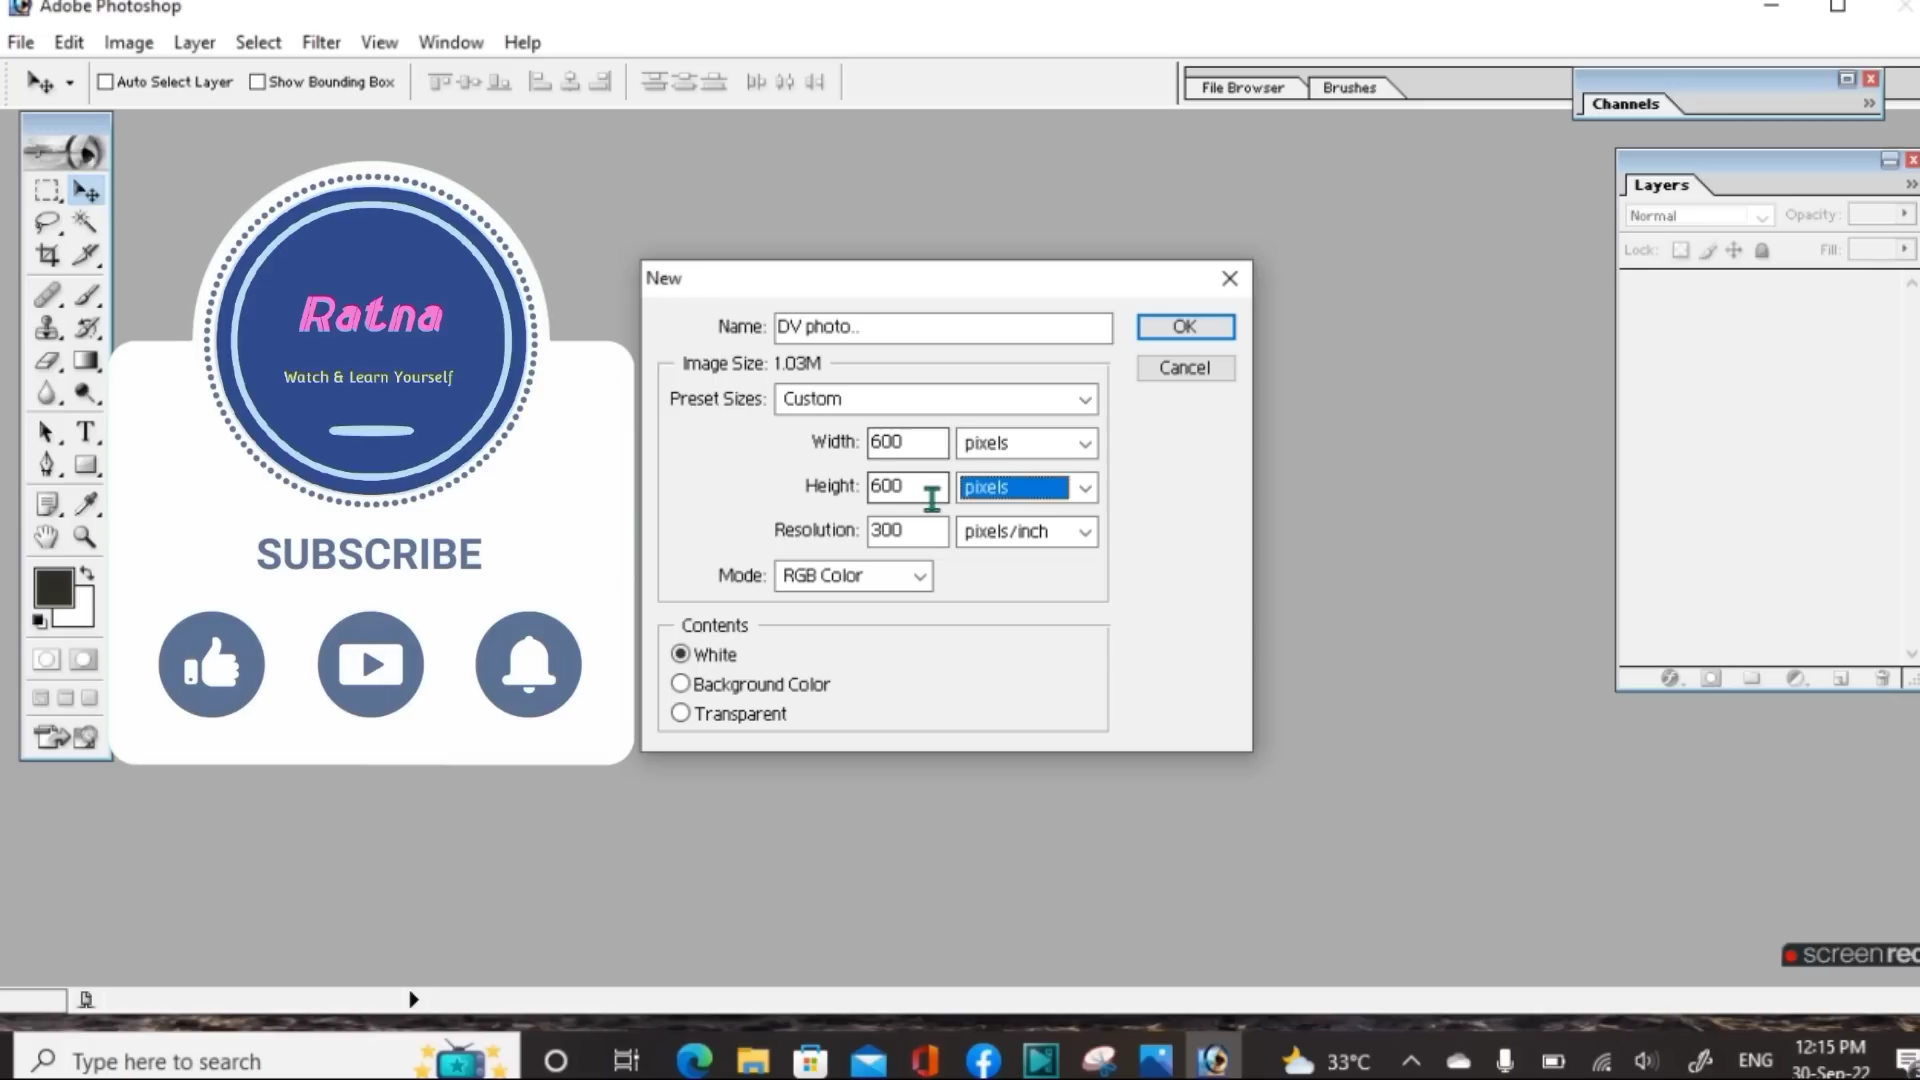 Adobe Photoshop
File Edit Image Layer Select Filter View Window Help
Auto Select Layer Show Bounding Box
File Browser Brushes
Channels
Layers
Normal Opacity:
Lock: Fill:
Ratna
Watch & Learn Yourself
SUBSCRIBE
New
Name: DV photo..
OK
Image Size: 1.03M
Cancel
Preset Sizes: Custom
Width: 600 pixels
Height: 600 pixels
Resolution: 300 pixels/inch
Mode: RGB Color
Contents
White
Background Color
Transparent
screenrec
Type here to search
33°C
ENG
12:15 PM
30-Sep-22